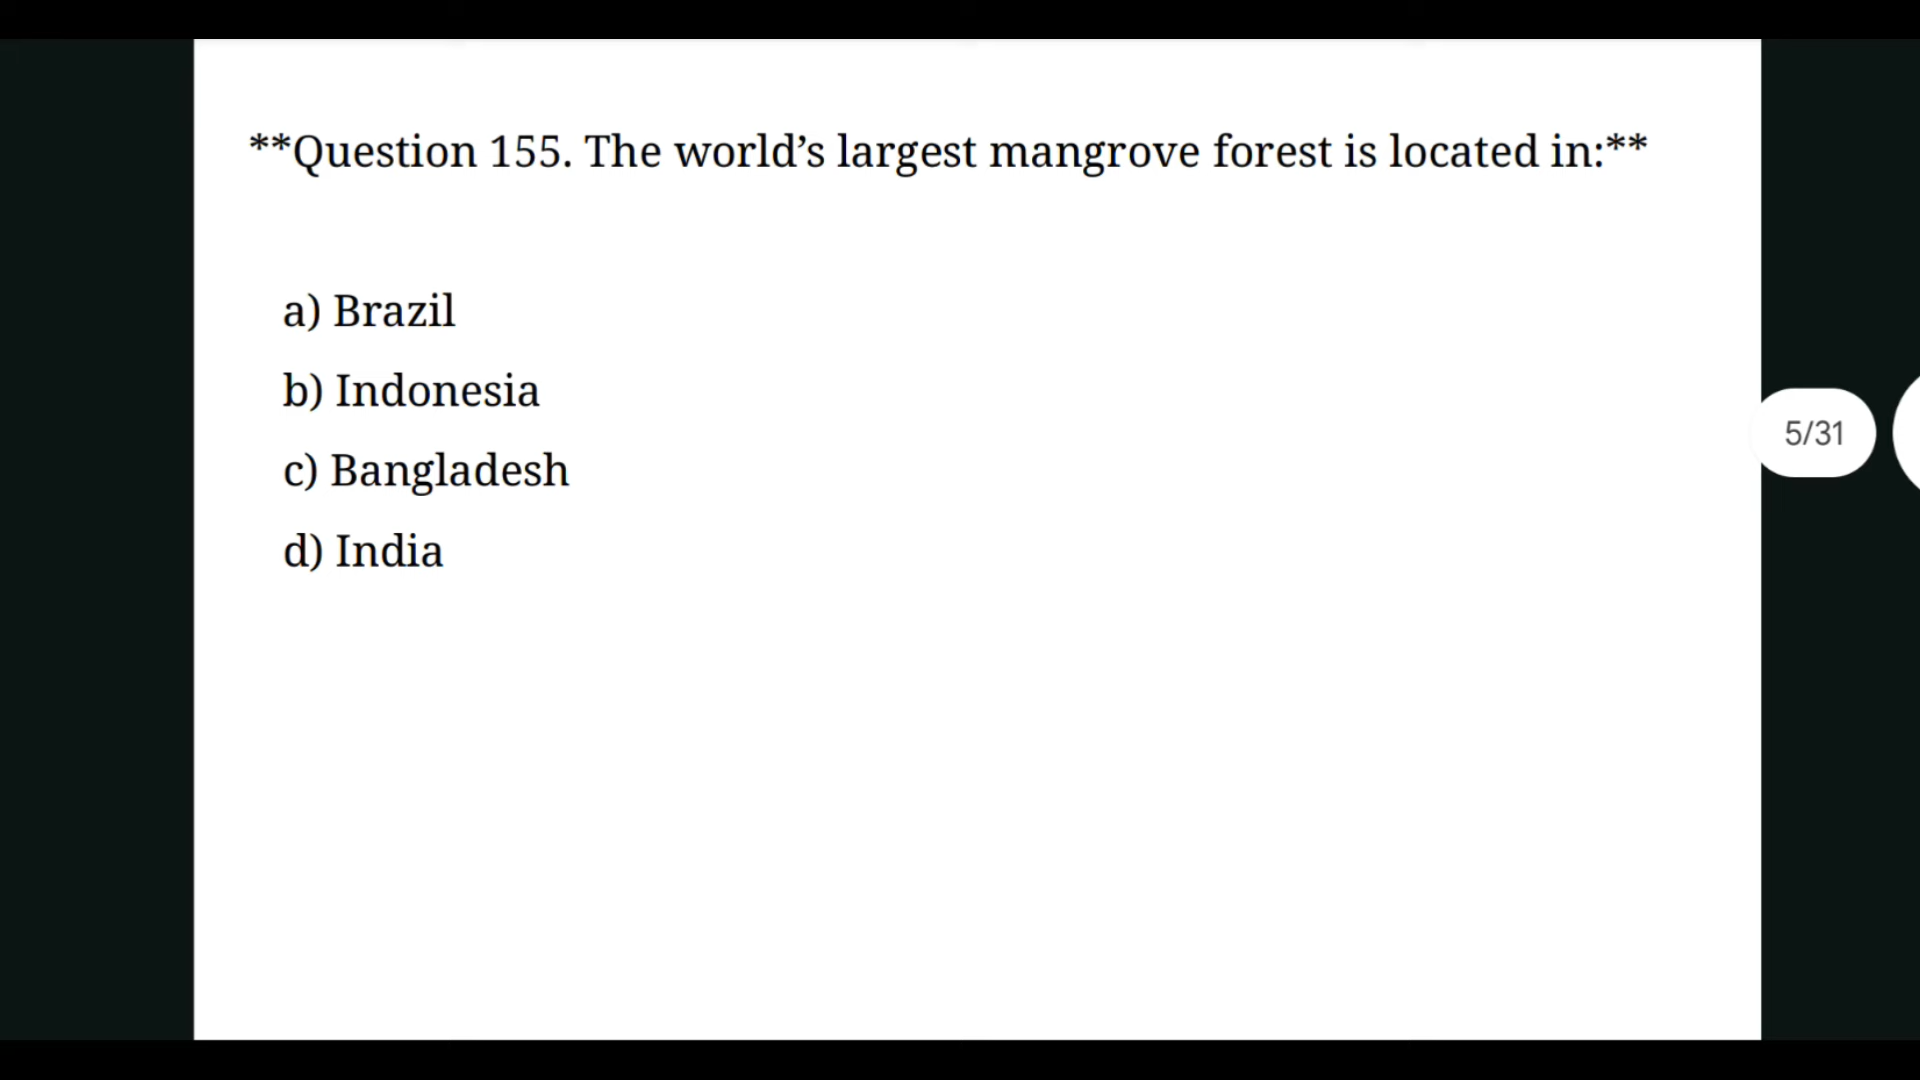 **Question 155. The world’s largest mangrove forest is located in:**
a) Brazil
b) Indonesia
c) Bangladesh
d) India
5/31